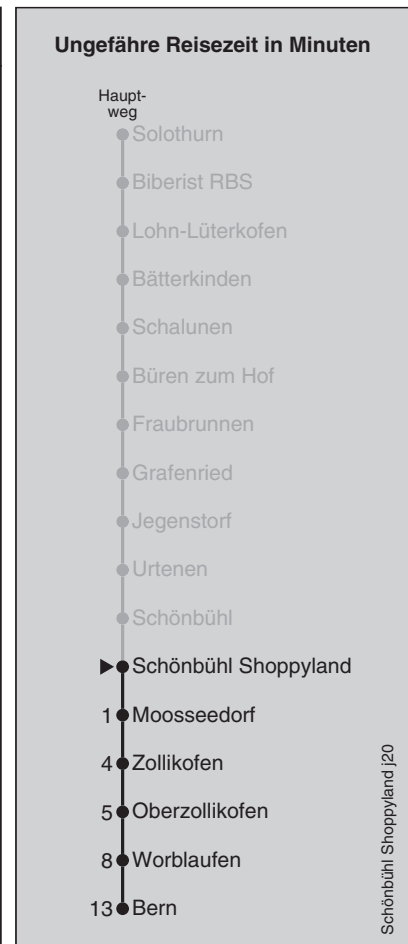 Ungefähre Reisezeit in Minuten
Haupt-
weg
Solothurn
Biberist RBS
Lohn-Lüterkofen
Bätterkinden
Schalunen
Büren zum Hof
Fraubrunnen
Grafenried
Jegenstorf
Urtenen
Schönbühl
Schönbühl Shoppyland
1 Moosseedorf
4 Zollikofen
5 Oberzollikofen
8 Worblaufen
13 Bern
Schönbühl Shoppyland j20